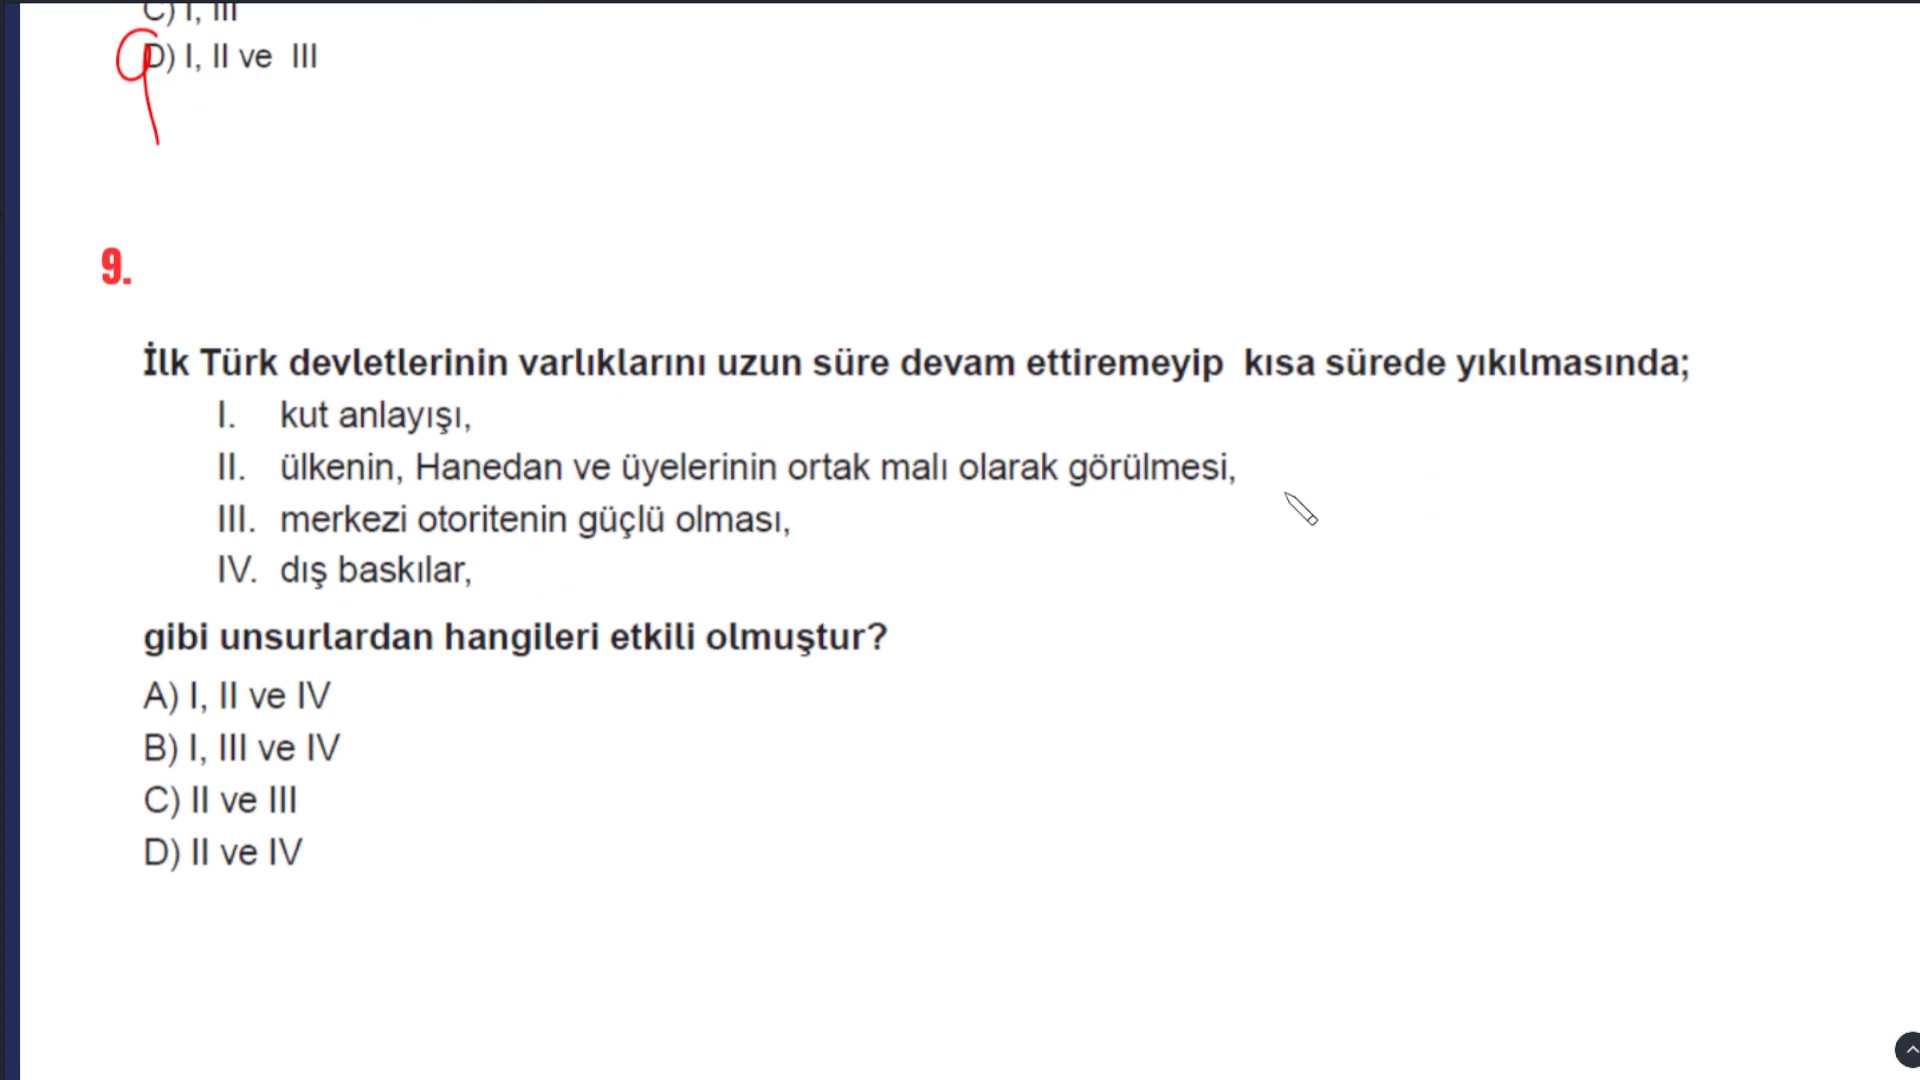 C) I, III
D) I, II ve III
9.
İlk Türk devletlerinin varlıklarını uzun süre devam ettiremeyip kısa sürede yıkılmasında;
I. kut anlayışı,
II. ülkenin, Hanedan ve üyelerinin ortak malı olarak görülmesi,
III. merkezi otoritenin güçlü olması,
IV. dış baskılar,
gibi unsurlardan hangileri etkili olmuştur?
A) I, II ve IV
B) I, III ve IV
C) II ve III
D) II ve IV